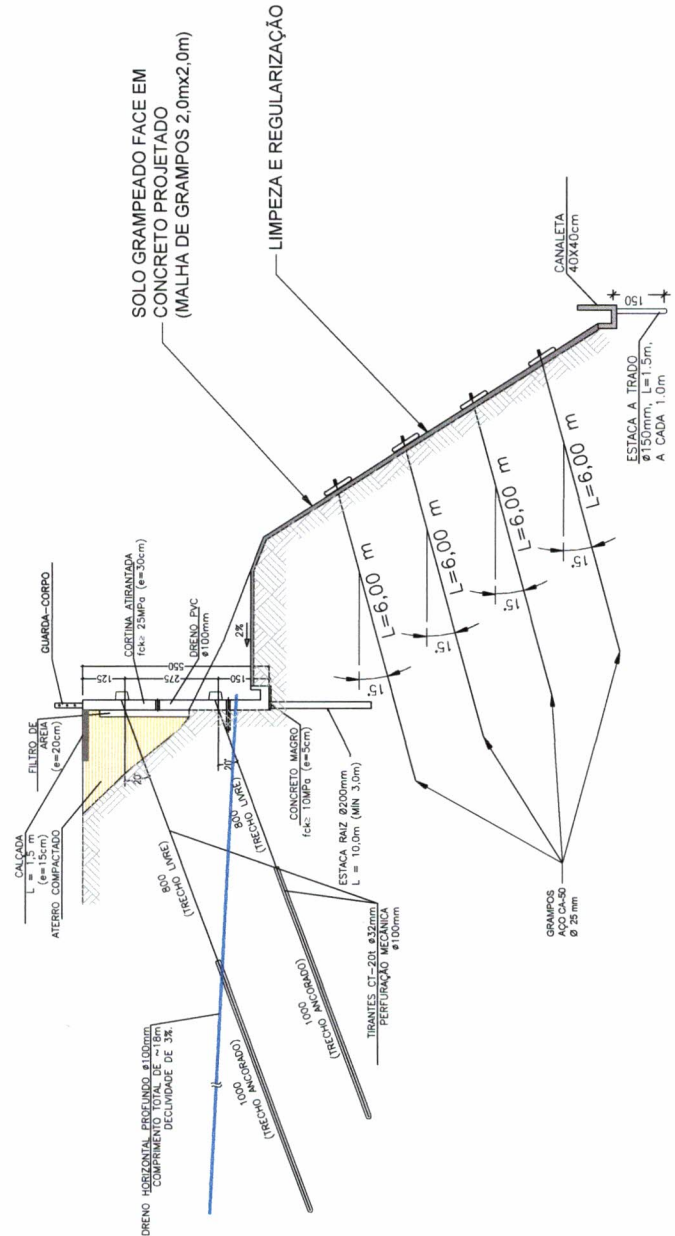 SOLO GRAMPEADO FACE EM
CONCRETO PROJETADO
(MALHA DE GRAMPOS 2,0mx2,0m)
LIMPEZA E REGULARIZAÇÃO
GUARDA-CORPO
CORTINA ATIRANTADA
fck≥ 25MPa (e=30cm)
DRENO PVC
ø100mm
FILTRO DE
AREIA
(e=20cm)
CALÇADA
L = 1,5 m
(e=15cm)
ATERRO COMPACTADO
125
275
150
550
2%
20°
20°
800
(TRECHO LIVRE)
800
(TRECHO LIVRE)
1000
(TRECHO ANCORADO)
1000
(TRECHO ANCORADO)
DRENO HORIZONTAL PROFUNDO ø100mm
COMPRIMENTO TOTAL DE ~18m
DECLIVIDADE DE 3%.
CONCRETO MAGRO
fck≥ 10MPa (e=5cm)
ESTACA RAIZ Ø200mm
L = 10,0m (MÍN 3,0m)
TIRANTES CT-20t ø32mm
PERFURAÇÃO MECÂNICA
ø100mm
L=6,00 m
15°
L=6,00 m
15°
L=6,00 m
15°
L=6,00 m
15°
GRAMPOS
AÇO CA-50
Ø 25 mm
CANALETA
40X40cm
150
ESTACA A TRADO
ø150mm, L=1.5m,
A CADA 1.0m